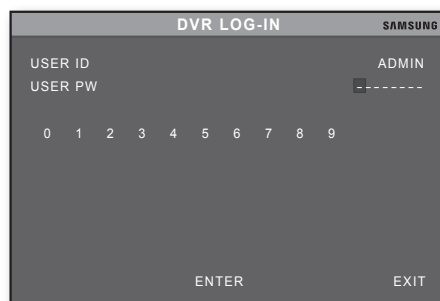 DVR LOG-IN SAMSUNG
USER ID ADMIN
USER PW --------
0 1 2 3 4 5 6 7 8 9
ENTER EXIT